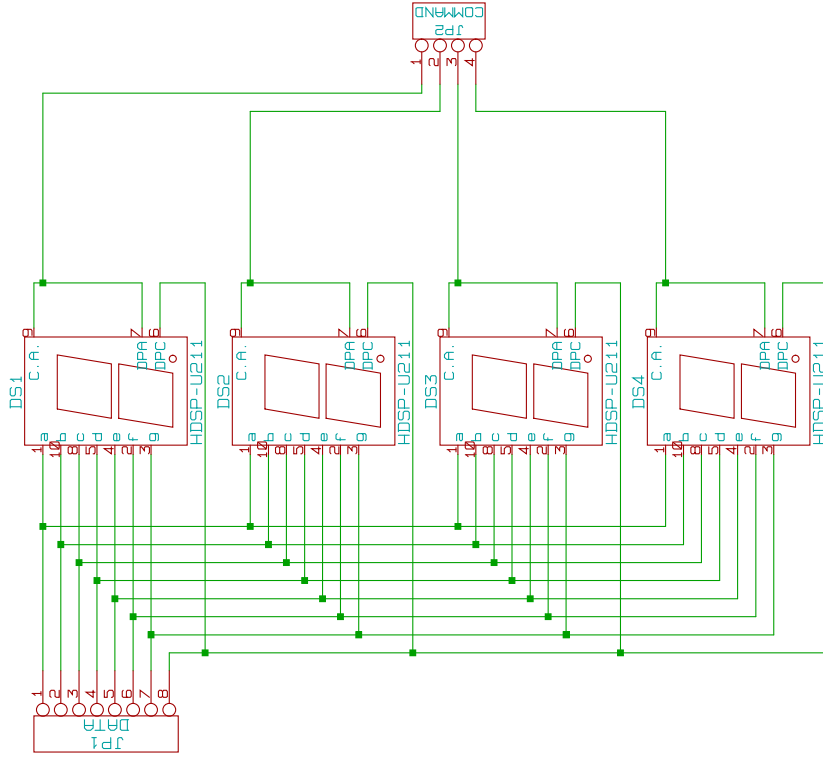 COMMAND
JP2
1 2 3 4
9 7 6
C.A. DPA DPC
DS1
HDSP-U211
a b c d e f g
1 10 8 5 4 2 3
9 7 6
C.A. DPA DPC
DS2
HDSP-U211
a b c d e f g
1 10 8 5 4 2 3
9 7 6
C.A. DPA DPC
DS3
HDSP-U211
a b c d e f g
1 10 8 5 4 2 3
9 7 6
C.A. DPA DPC
DS4
HDSP-U211
a b c d e f g
1 10 8 5 4 2 3
1 2 3 4 5 6 7 8
DATA
JP1